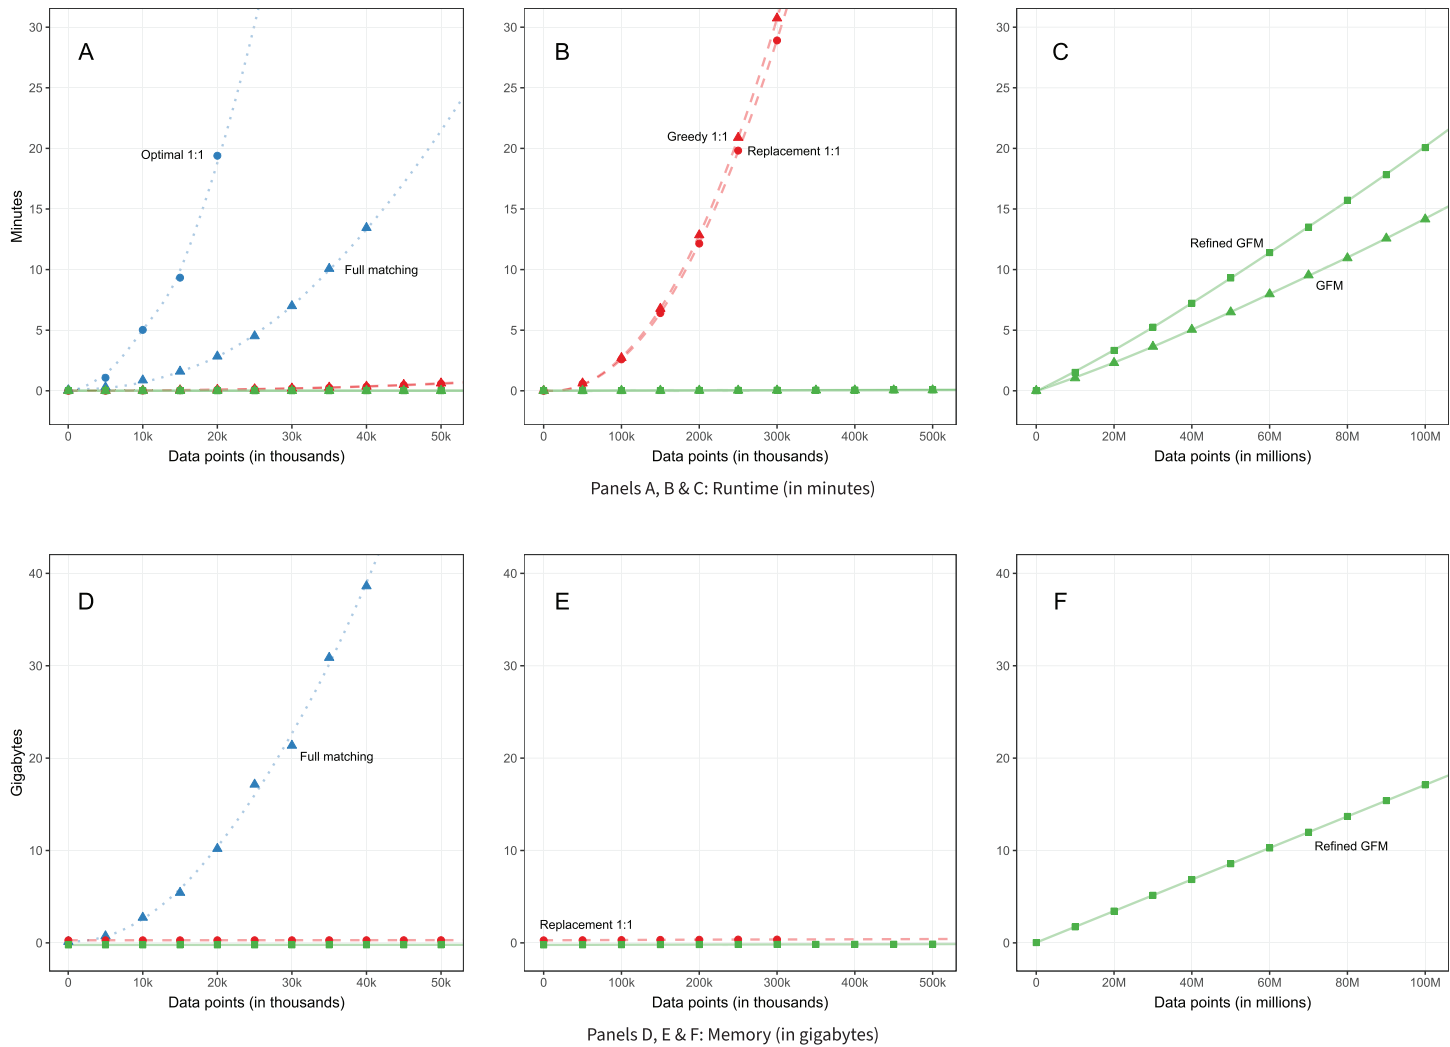 A
Minutes
30
25
20
15
10
5
0
Optimal 1:1
Full matching
0 10k 20k 30k 40k 50k
Data points (in thousands)
B
30
25
20
15
10
5
0
Greedy 1:1
Replacement 1:1
0 100k 200k 300k 400k 500k
Data points (in thousands)
C
30
25
20
15
10
5
0
Refined GFM
GFM
0 20M 40M 60M 80M 100M
Data points (in millions)
Panels A, B & C: Runtime (in minutes)
D
Gigabytes
40
30
20
10
0
Full matching
0 10k 20k 30k 40k 50k
Data points (in thousands)
E
40
30
20
10
0
Replacement 1:1
0 100k 200k 300k 400k 500k
Data points (in thousands)
F
40
30
20
10
0
Refined GFM
0 20M 40M 60M 80M 100M
Data points (in millions)
Panels D, E & F: Memory (in gigabytes)